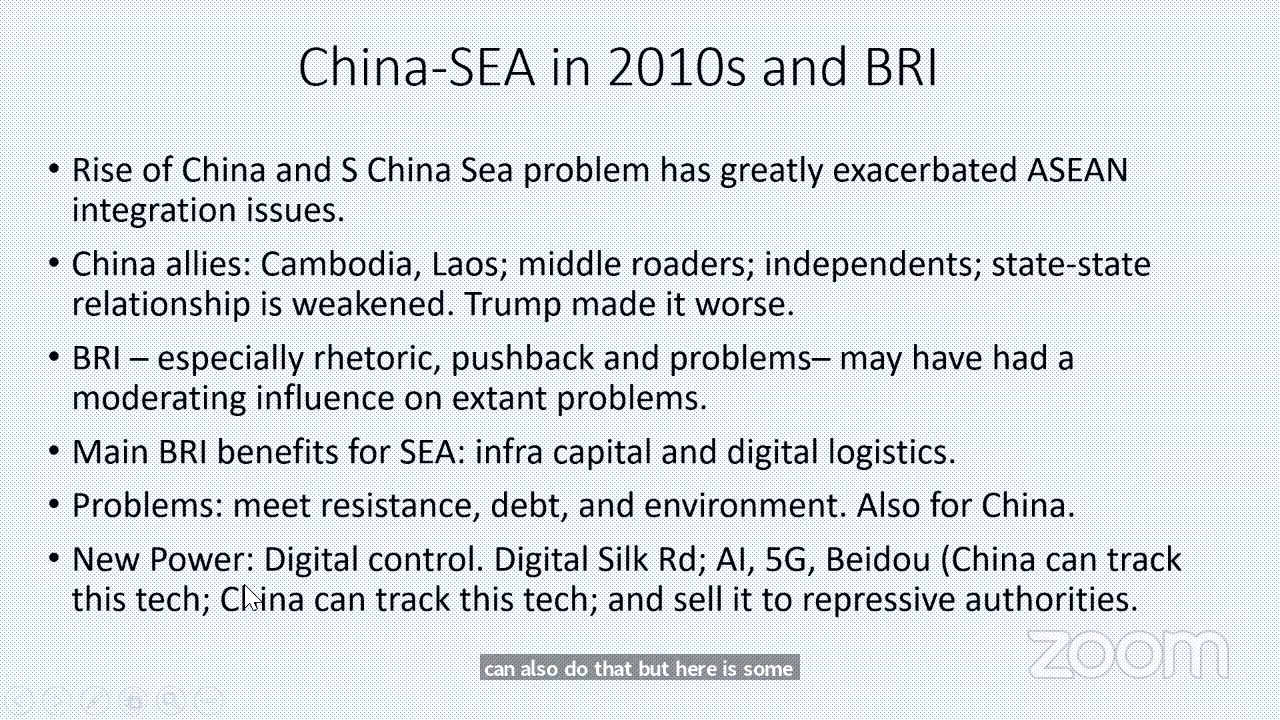 China-SEA in 2010s and BRI
• Rise of China and S China Sea problem has greatly exacerbated ASEAN
integration issues.
• China allies: Cambodia, Laos; middle roaders; independents; state-state
relationship is weakened. Trump made it worse.
• BRI – especially rhetoric, pushback and problems– may have had a
moderating influence on extant problems.
• Main BRI benefits for SEA: infra capital and digital logistics.
• Problems: meet resistance, debt, and environment. Also for China.
• New Power: Digital control. Digital Silk Rd; AI, 5G, Beidou (China can track
this tech; China can track this tech; and sell it to repressive authorities.
zoom
can also do that but here is some